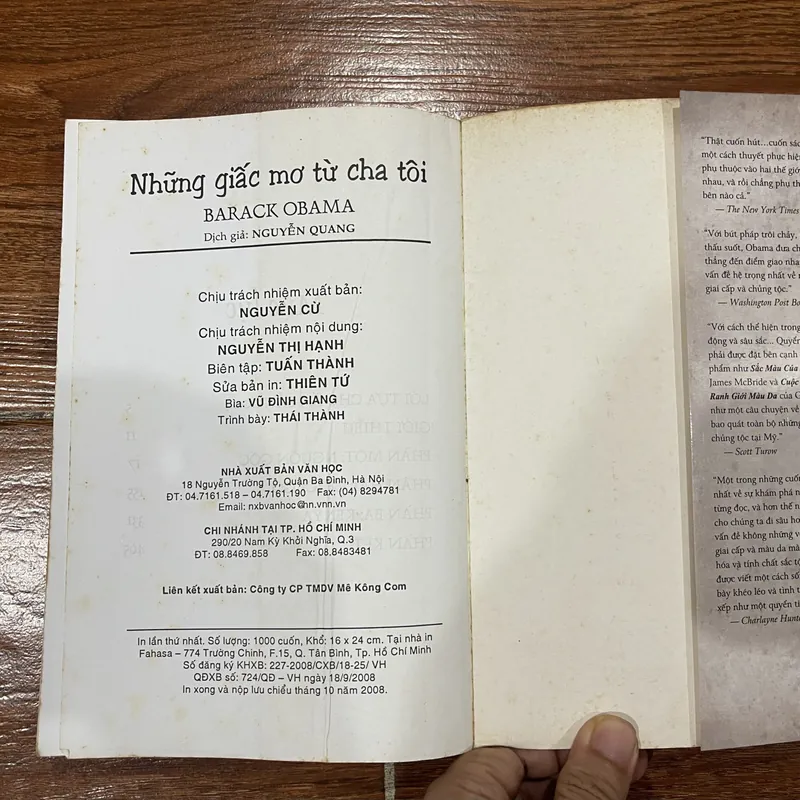 Những giấc mơ từ cha tôi
BARACK OBAMA
Dịch giả: NGUYỄN QUANG
Chịu trách nhiệm xuất bản:
NGUYỄN CỪ
Chịu trách nhiệm nội dung:
NGUYỄN THỊ HẠNH
Biên tập: TUẤN THÀNH
Sửa bản in: THIÊN TỨ
Bìa: VŨ ĐÌNH GIANG
Trình bày: THÁI THÀNH
NHÀ XUẤT BẢN VĂN HỌC
18 Nguyễn Trường Tộ, Quận Ba Đình, Hà Nội
ĐT: 04.7161.518 – 04.7161.190 Fax: (04) 8294781
Email: nxbvanhoc@hn.vnn.vn
CHI NHÁNH TẠI TP. HỒ CHÍ MINH
290/20 Nam Kỳ Khởi Nghĩa, Q.3
ĐT: 08.8469.858 Fax: 08.8483481
Liên kết xuất bản: Công ty CP TMDV Mê Kông Com
In lần thứ nhất. Số lượng: 1000 cuốn, Khổ: 16 x 24 cm. Tại nhà in
Fahasa – 774 Trường Chinh, F.15, Q. Tân Bình, Tp. Hồ Chí Minh
Số đăng ký KHXB: 227-2008/CXB/18-25/ VH
QĐXB số: 724/QĐ – VH ngày 18/9/2008
In xong và nộp lưu chiểu tháng 10 năm 2008.
"Thật cuốn hút...cuốn sác
một cách thuyết phục hiện
phụ thuộc vào hai thế giới
nhau, và rồi chẳng phụ th
bên nào cả."
— The New York Times
"Với bút pháp trôi chảy,
thấu suốt, Obama đưa ch
thẳng đến điểm giao nha
vấn đề hệ trọng nhất về n
giai cấp và chủng tộc."
— Washington Poit Bo
"Với cách thể hiện trong
động và sâu sắc... Quyển
phải được đặt bên cạnh
phẩm như Sắc Màu Của
James McBride và Cuộc
Ranh Giới Màu Da của G
như một câu chuyện về
bao quát toàn bộ những
chủng tộc tại Mỹ."
— Scott Turow
"Một trong những cuốn
nhất về sự khám phá n
từng đọc, và hơn thế n
cho chúng ta đi sâu ho
vấn đề không những v
giai cấp và màu da mà
hóa và tính chất sắc tộ
được viết một cách số
bày khéo léo và tinh t
xếp như một quyển ti
— Charlayne Hunt